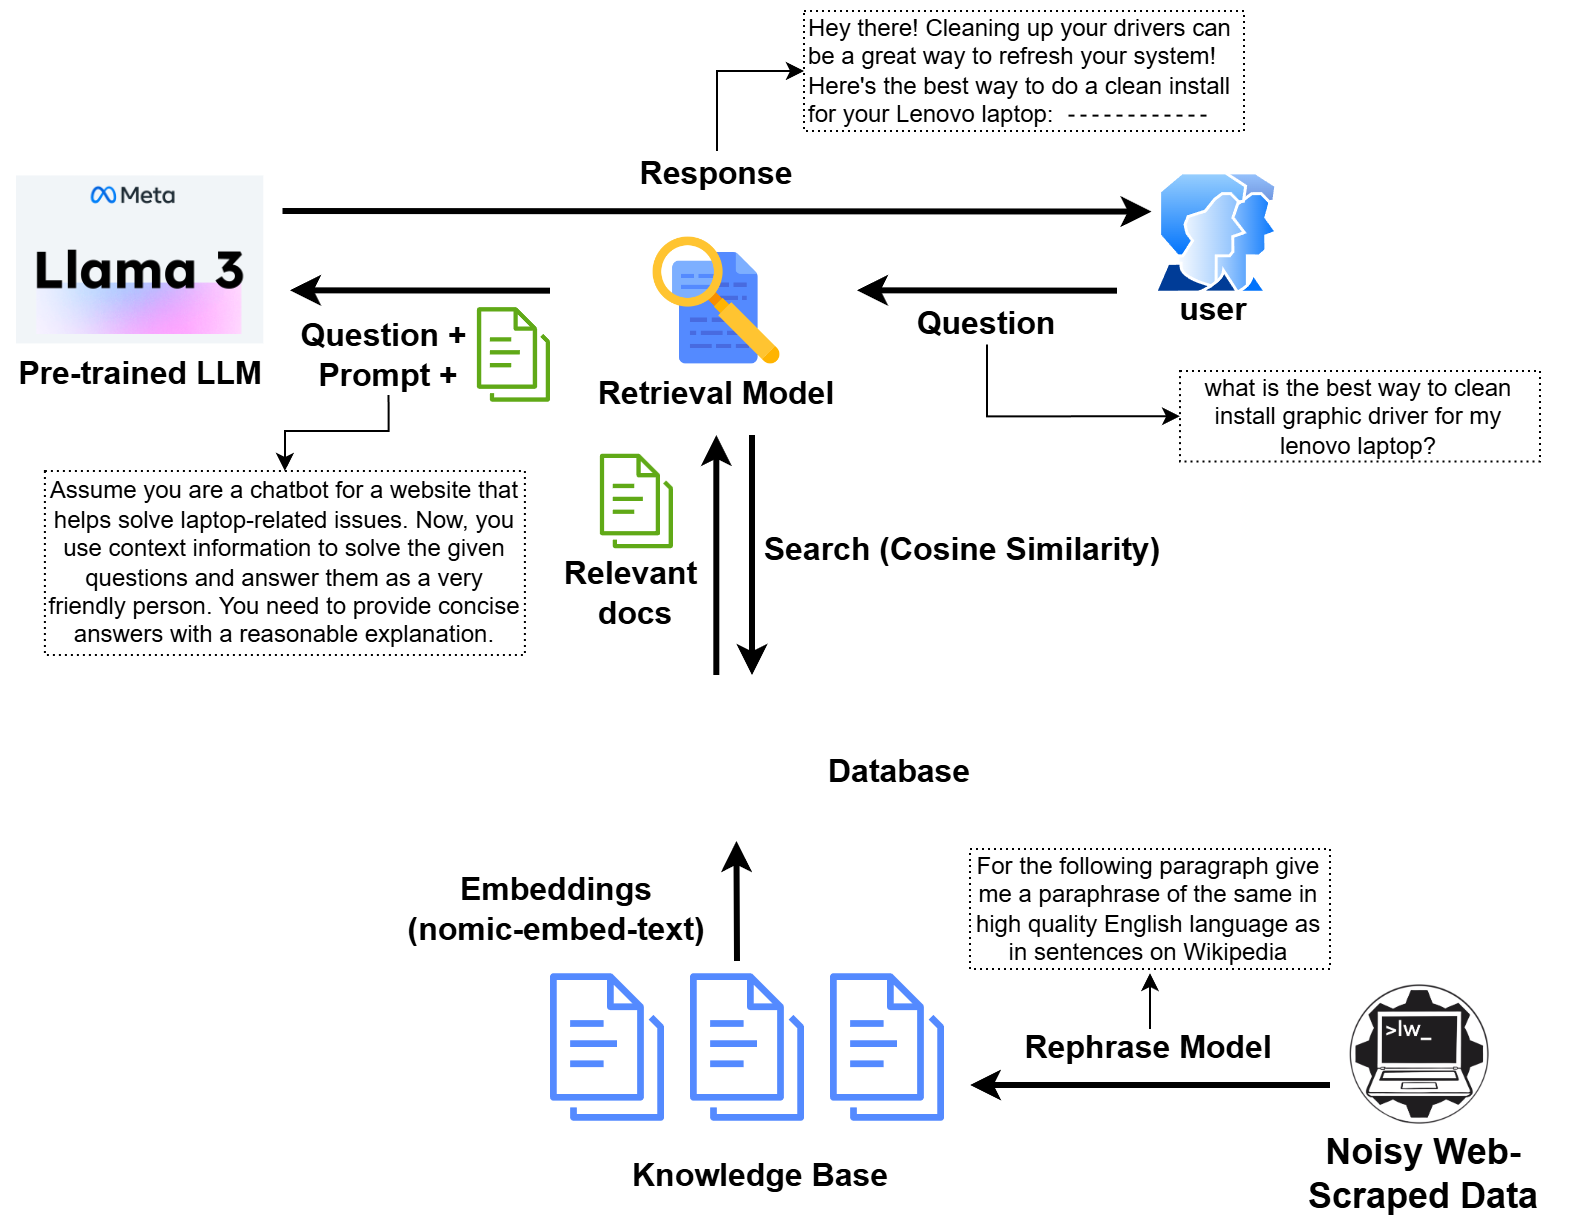 Hey there! Cleaning up your drivers can
be a great way to refresh your system!
Here's the best way to do a clean install
for your Lenovo laptop: ------------
Response
Meta
Llama 3
Pre-trained LLM
Question +
Prompt +
Retrieval Model
Question
user
what is the best way to clean
install graphic driver for my
lenovo laptop?
Assume you are a chatbot for a website that
helps solve laptop-related issues. Now, you
use context information to solve the given
questions and answer them as a very
friendly person. You need to provide concise
answers with a reasonable explanation.
Relevant
docs
Search (Cosine Similarity)
Database
Embeddings
(nomic-embed-text)
For the following paragraph give
me a paraphrase of the same in
high quality English language as
in sentences on Wikipedia
Rephrase Model
>lw_
Knowledge Base
Noisy Web-
Scraped Data